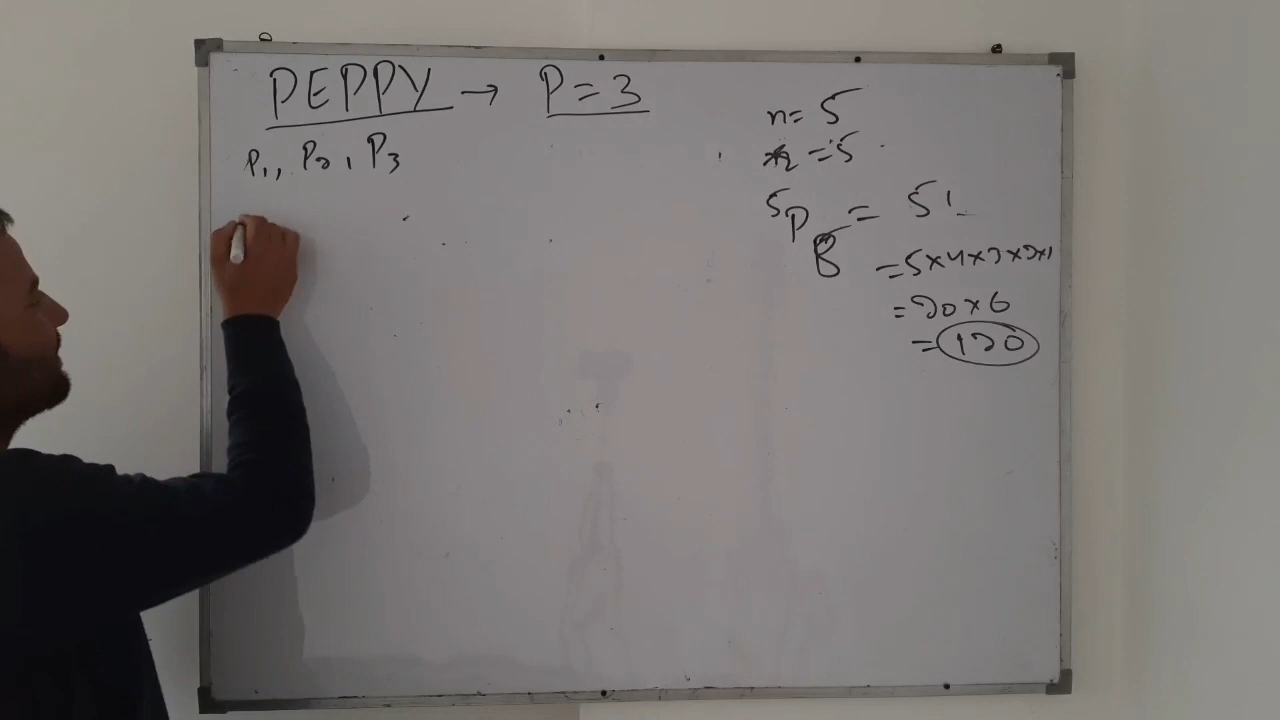 PEPPY → P = 3
P1, P2, P3
n = 5
r = 5
5P5 = 5!
= 5×4×3×2×1
= 20×6
= 120